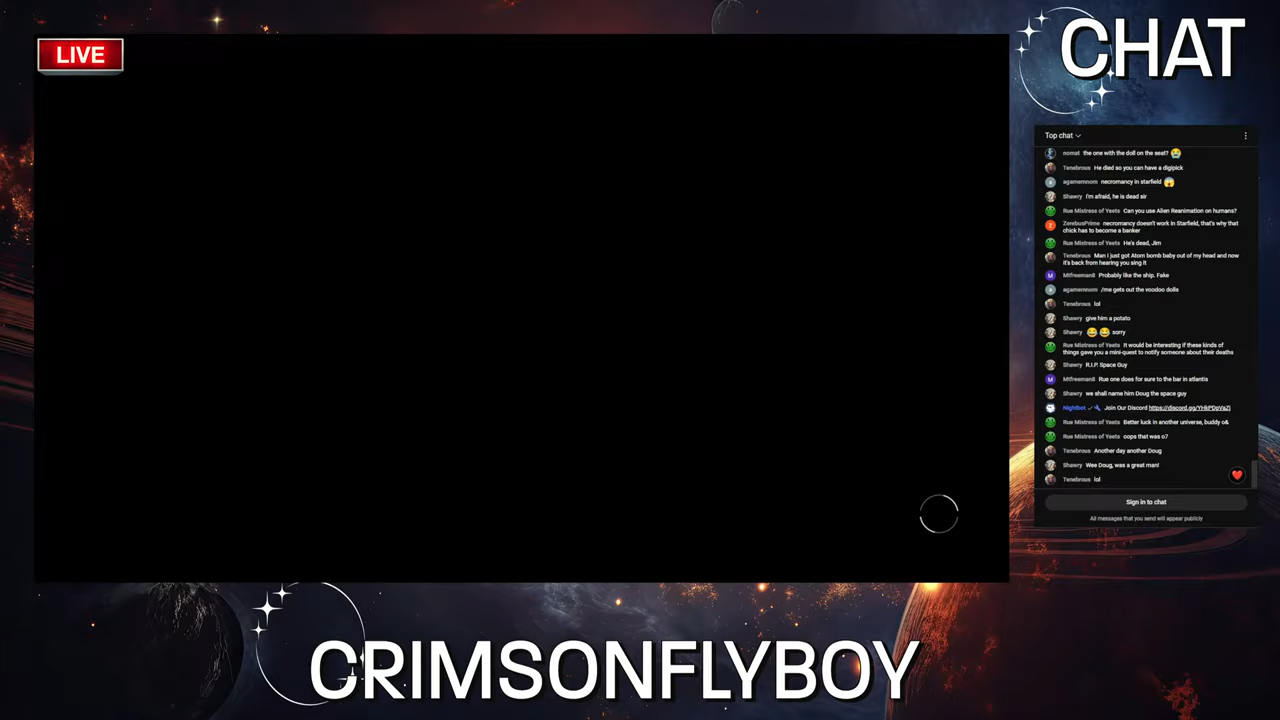 LIVE
CHAT
Top chat
nomat the one with the doll on the seat?
Tenebrous He died so you can have a digipick
agamemnom necromancy in starfield
Shawry i'm afraid, he is dead sir
Rue Mistress of Yeets Can you use Alien Reanimation on humans?
ZerebusPrime necromancy doesn't work in Starfield, that's why that
chick has to become a banker
Rue Mistress of Yeets He's dead, Jim
Tenebrous Man I just got Atom bomb baby out of my head and now
it's back from hearing you sing it
Mtfreeman8 Probably like the ship. Fake
agamemnom /me gets out the voodoo dolls
Tenebrous lol
Shawry give him a potato
Shawry sorry
Rue Mistress of Yeets It would be interesting if these kinds of
things gave you a mini-quest to notify someone about their deaths
Shawry R.I.P. Space Guy
Mtfreeman8 Rue one does for sure to the bar in atlantis
Shawry we shall name him Doug the space guy
Nightbot Join Our Discord
Rue Mistress of Yeets Better luck in another universe, buddy o&
Rue Mistress of Yeets oops that was o7
Tenebrous Another day another Doug
Shawry Wee Doug, was a great man!
Tenebrous lol
Sign in to chat
All messages that you send will appear publicly
CRIMSONFLYBOY